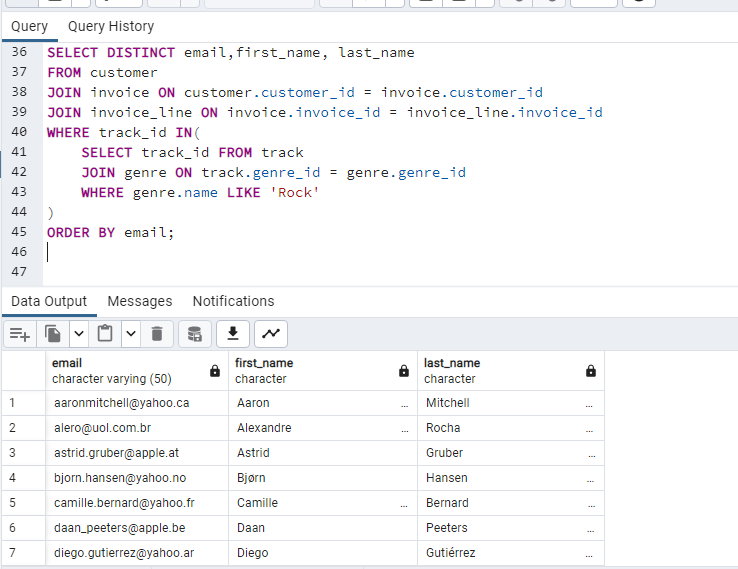 Query Query History
36 SELECT DISTINCT email,first_name, last_name
37 FROM customer
38 JOIN invoice ON customer.customer_id = invoice.customer_id
39 JOIN invoice_line ON invoice.invoice_id = invoice_line.invoice_id
40 WHERE track_id IN(
41 SELECT track_id FROM track
42 JOIN genre ON track.genre_id = genre.genre_id
43 WHERE genre.name LIKE 'Rock'
44 )
45 ORDER BY email;
46
47
Data Output Messages Notifications
email first_name last_name
character varying (50) character character
1 aaronmitchell@yahoo.ca Aaron ... Mitchell ...
2 alero@uol.com.br Alexandre ... Rocha ...
3 astrid.gruber@apple.at Astrid Gruber ...
4 bjorn.hansen@yahoo.no Bjørn Hansen ...
5 camille.bernard@yahoo.fr Camille ... Bernard ...
6 daan_peeters@apple.be Daan Peeters ...
7 diego.gutierrez@yahoo.ar Diego Gutiérrez ...